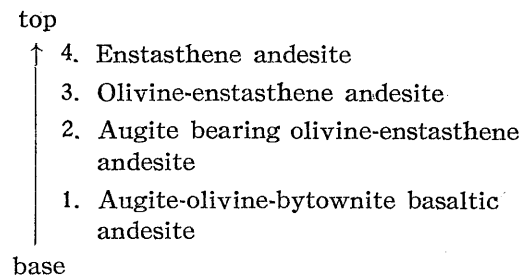 top
↑ 4. Enstasthene andesite
3. Olivine-enstasthene andesite
2. Augite bearing olivine-enstasthene
andesite
1. Augite-olivine-bytownite basaltic
andesite
base